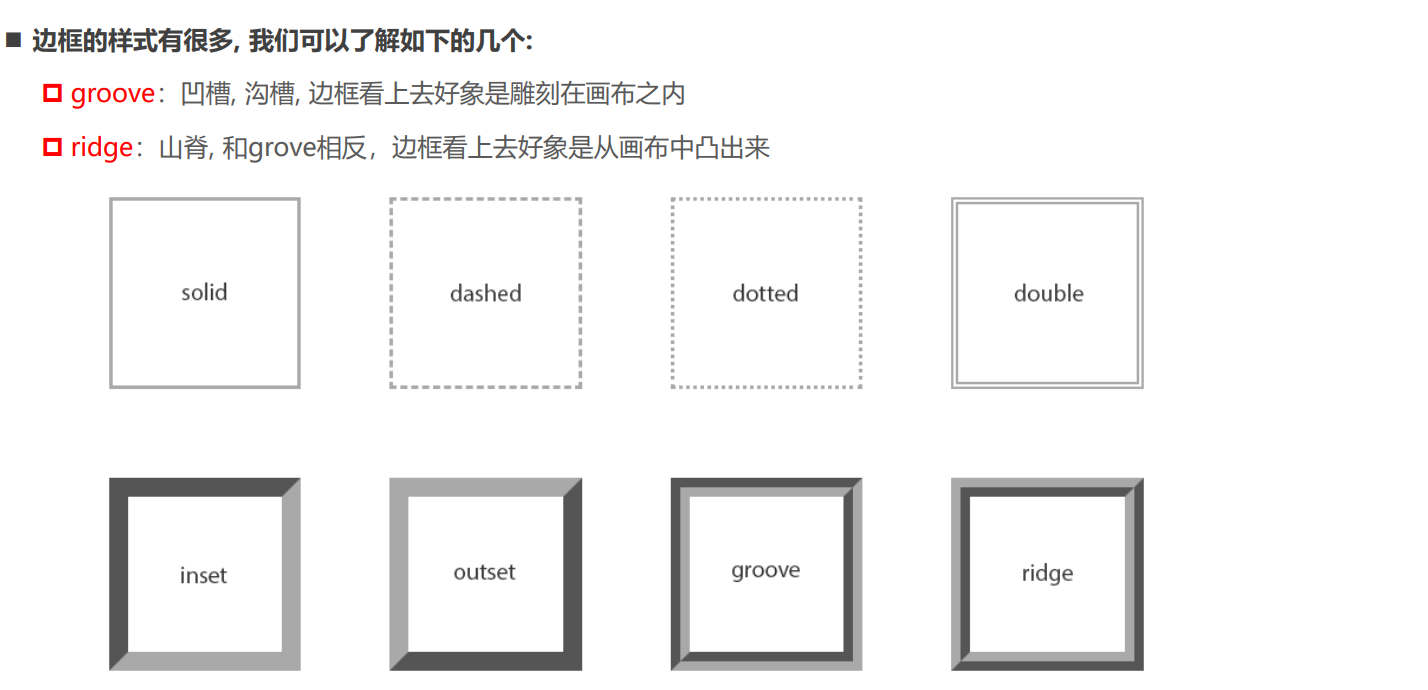 边框的样式有很多, 我们可以了解如下的几个:
groove：凹槽, 沟槽, 边框看上去好象是雕刻在画布之内
ridge：山脊, 和grove相反，边框看上去好象是从画布中凸出来
solid dashed dotted double
inset outset groove ridge